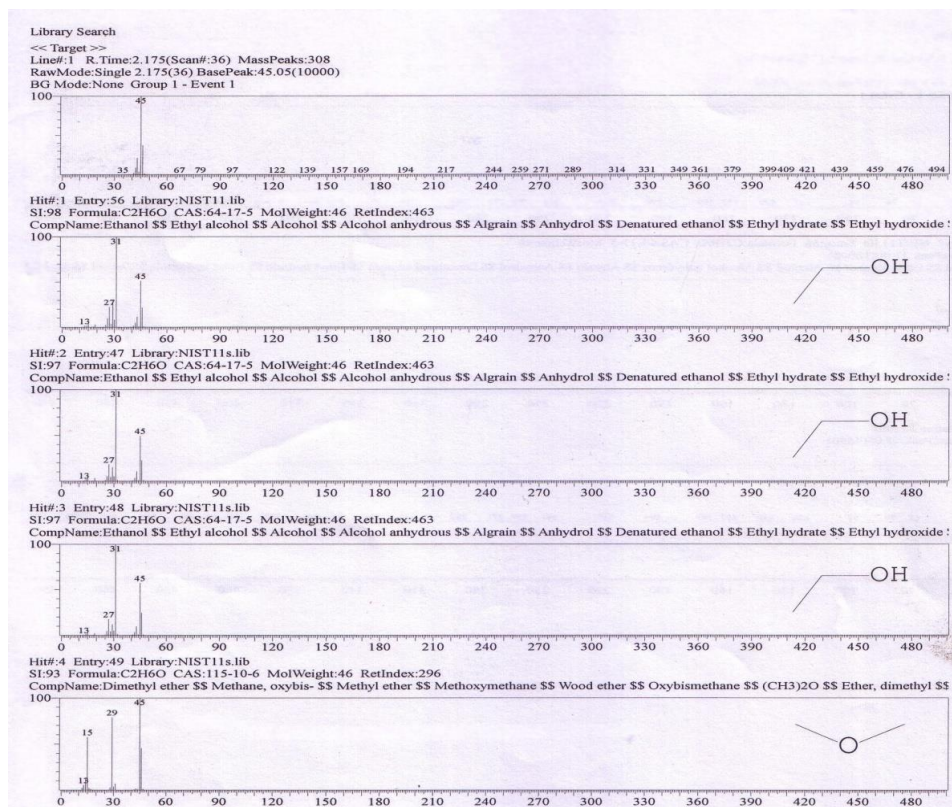 Library Search
<< Target >>
Line#:1 R.Time:2.175(Scan#:36) MassPeaks:308
RawMode:Single 2.175(36) BasePeak:45.05(10000)
BG Mode:None Group 1 - Event 1
100
45
35 67 79 97 122 139 157 169 194 217 244 259 271 289 314 331 349 361 379 399 409 421 439 459 476 494
0 30 60 90 120 150 180 210 240 270 300 330 360 390 420 450 480
Hit#:1 Entry:56 Library:NIST11.lib
SI:98 Formula:C2H6O CAS:64-17-5 MolWeight:46 RetIndex:463
CompName:Ethanol $$ Ethyl alcohol $$ Alcohol $$ Alcohol anhydrous $$ Algrain $$ Anhydrol $$ Denatured ethanol $$ Ethyl hydrate $$ Ethyl hydroxide
100
31
OH
45
27
13
0 30 60 90 120 150 180 210 240 270 300 330 360 390 420 450 480
Hit#:2 Entry:47 Library:NIST11s.lib
SI:97 Formula:C2H6O CAS:64-17-5 MolWeight:46 RetIndex:463
CompName:Ethanol $$ Ethyl alcohol $$ Alcohol $$ Alcohol anhydrous $$ Algrain $$ Anhydrol $$ Denatured ethanol $$ Ethyl hydrate $$ Ethyl hydroxide
100
31
OH
45
27
13
0 30 60 90 120 150 180 210 240 270 300 330 360 390 420 450 480
Hit#:3 Entry:48 Library:NIST11s.lib
SI:97 Formula:C2H6O CAS:64-17-5 MolWeight:46 RetIndex:463
CompName:Ethanol $$ Ethyl alcohol $$ Alcohol $$ Alcohol anhydrous $$ Algrain $$ Anhydrol $$ Denatured ethanol $$ Ethyl hydrate $$ Ethyl hydroxide
100
31
OH
45
27
13
0 30 60 90 120 150 180 210 240 270 300 330 360 390 420 450 480
Hit#:4 Entry:49 Library:NIST11s.lib
SI:93 Formula:C2H6O CAS:115-10-6 MolWeight:46 RetIndex:296
CompName:Dimethyl ether $$ Methane, oxybis- $$ Methyl ether $$ Methoxymethane $$ Wood ether $$ Oxybismethane $$ (CH3)2O $$ Ether, dimethyl $$
100
45
29
15
O
13
0 30 60 90 120 150 180 210 240 270 300 330 360 390 420 450 480